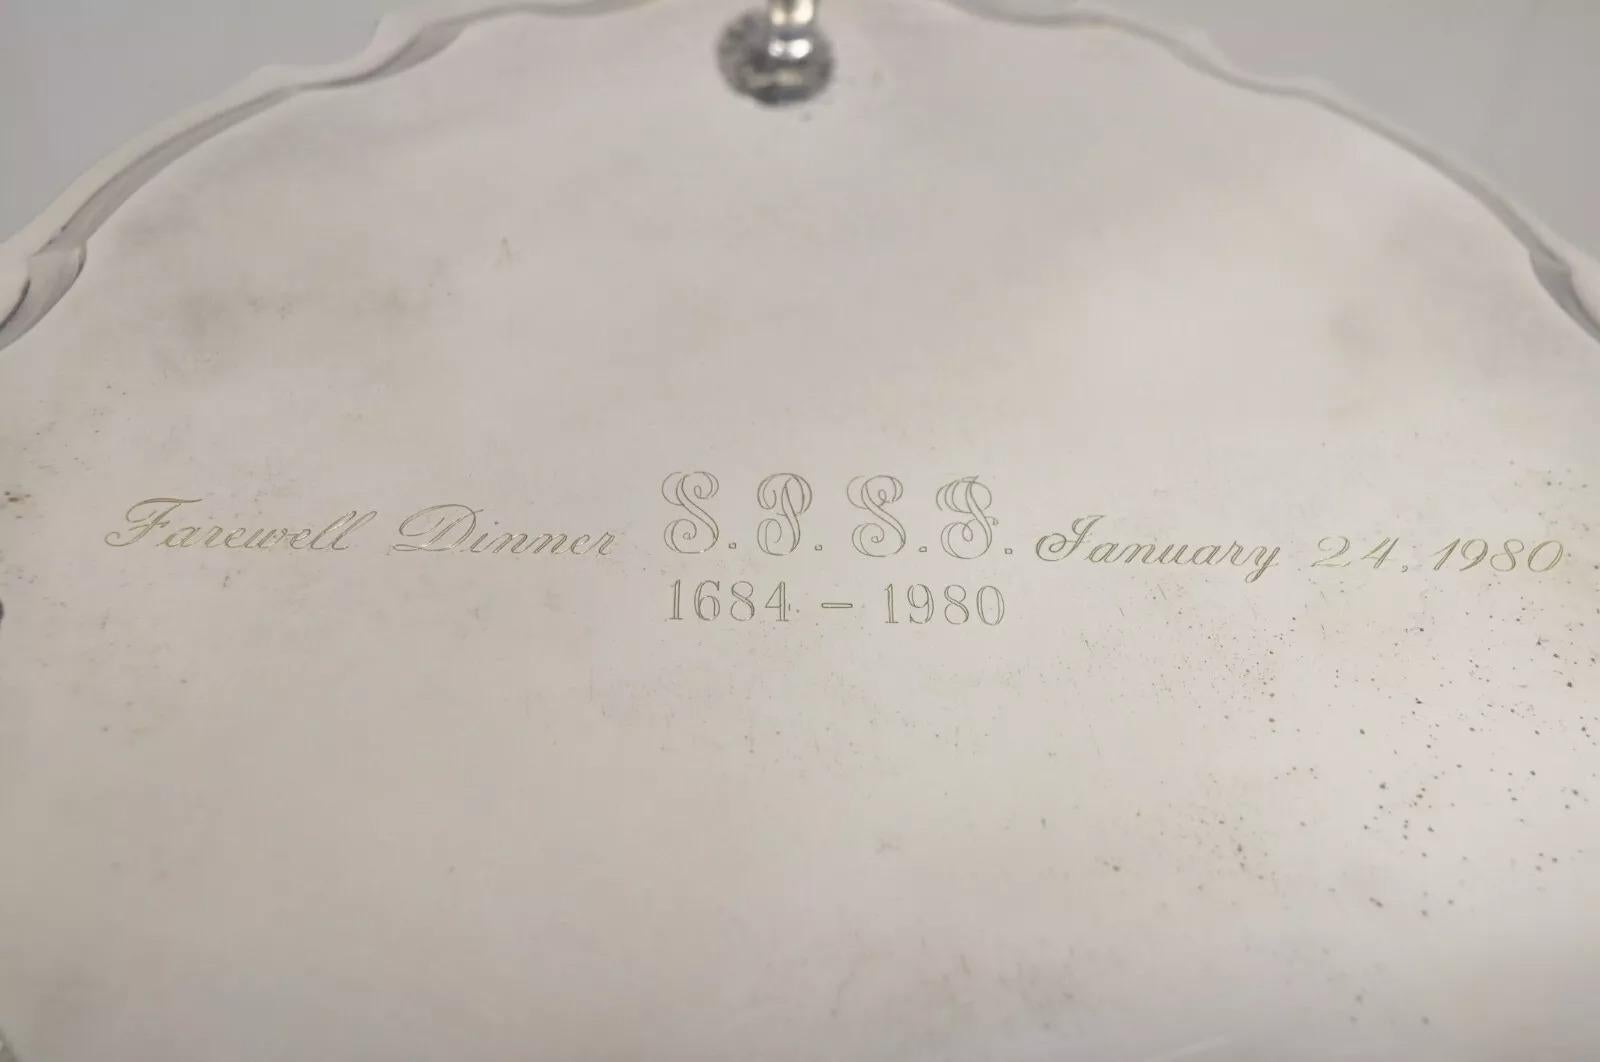 Farewell Dinner S.P.S.F. January 24, 1980
1684 – 1980